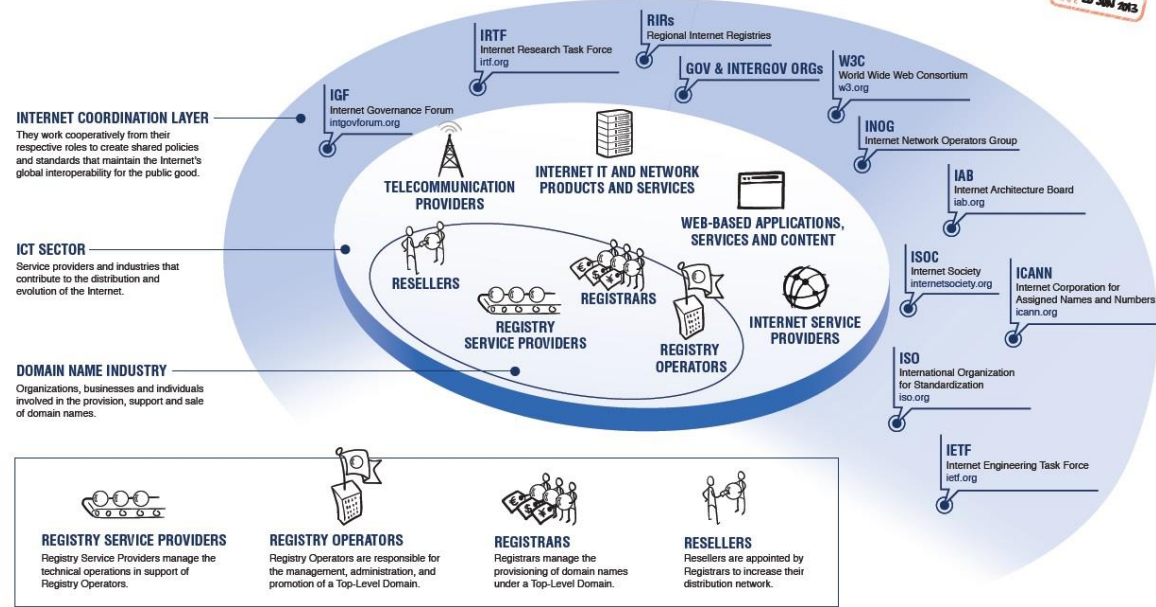 20 JUN 2013
IRTF
Internet Research Task Force
irtf.org
RIRs
Regional Internet Registries
GOV & INTERGOV ORGs
W3C
World Wide Web Consortium
w3.org
IGF
Internet Governance Forum
intgovforum.org
INOG
Internet Network Operators Group
IAB
Internet Architecture Board
iab.org
ISOC
Internet Society
internetsociety.org
ICANN
Internet Corporation for
Assigned Names and Numbers
icann.org
ISO
International Organization
for Standardization
iso.org
IETF
Internet Engineering Task Force
ietf.org
INTERNET COORDINATION LAYER
They work cooperatively from their
respective roles to create shared policies
and standards that maintain the Internet's
global interoperability for the public good.
ICT SECTOR
Service providers and industries that
contribute to the distribution and
evolution of the Internet.
DOMAIN NAME INDUSTRY
Organizations, businesses and individuals
involved in the provision, support and sale
of domain names.
TELECOMMUNICATION
PROVIDERS
INTERNET IT AND NETWORK
PRODUCTS AND SERVICES
WEB-BASED APPLICATIONS,
SERVICES AND CONTENT
INTERNET SERVICE
PROVIDERS
RESELLERS
REGISTRARS
€
$
¥
REGISTRY
SERVICE PROVIDERS
REGISTRY
OPERATORS
REGISTRY SERVICE PROVIDERS
Registry Service Providers manage the
technical operations in support of
Registry Operators.
REGISTRY OPERATORS
Registry Operators are responsible for
the management, administration, and
promotion of a Top-Level Domain.
€
$
¥
REGISTRARS
Registrars manage the
provisioning of domain names
under a Top-Level Domain.
RESELLERS
Resellers are appointed by
Registrars to increase their
distribution network.